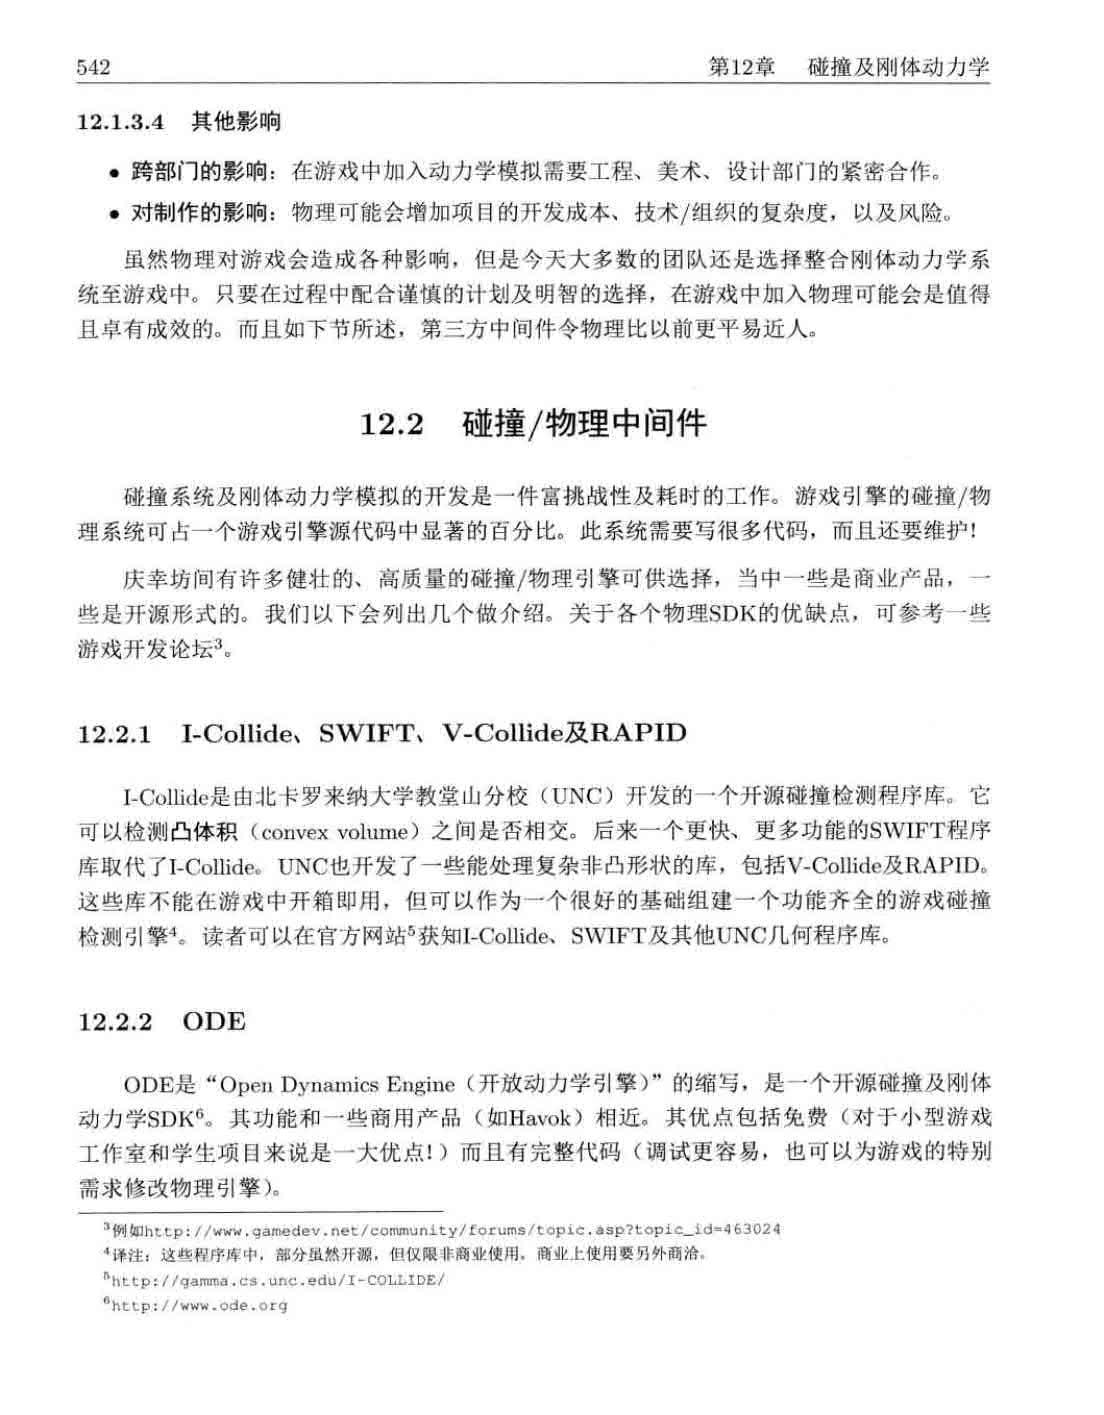 542
第12章 碰撞及刚体动力学
12.1.3.4 其他影响
• 跨部门的影响：在游戏中加入动力学模拟需要工程、美术、设计部门的紧密合作。
• 对制作的影响：物理可能会增加项目的开发成本、技术/组织的复杂度，以及风险。
虽然物理对游戏会造成各种影响，但是今天大多数的团队还是选择整合刚体动力学系
统至游戏中。只要在过程中配合谨慎的计划及明智的选择，在游戏中加入物理可能会是值得
且卓有成效的。而且如下节所述，第三方中间件令物理比以前更平易近人。
12.2 碰撞/物理中间件
碰撞系统及刚体动力学模拟的开发是一件富挑战性及耗时的工作。游戏引擎的碰撞/物
理系统可占一个游戏引擎源代码中显著的百分比。此系统需要写很多代码，而且还要维护！
庆幸坊间有许多健壮的、高质量的碰撞/物理引擎可供选择，当中一些是商业产品，一
些是开源形式的。我们以下会列出几个做介绍。关于各个物理SDK的优缺点，可参考一些
游戏开发论坛³。
12.2.1 I-Collide、SWIFT、V-Collide及RAPID
I-Collide是由北卡罗来纳大学教堂山分校（UNC）开发的一个开源碰撞检测程序库。它
可以检测凸体积（convex volume）之间是否相交。后来一个更快、更多功能的SWIFT程序
库取代了I-Collide。UNC也开发了一些能处理复杂非凸形状的库，包括V-Collide及RAPID。
这些库不能在游戏中开箱即用，但可以作为一个很好的基础组建一个功能齐全的游戏碰撞
检测引擎⁴。读者可以在官方网站⁵获知I-Collide、SWIFT及其他UNC几何程序库。
12.2.2 ODE
ODE是“Open Dynamics Engine（开放动力学引擎）”的缩写，是一个开源碰撞及刚体
动力学SDK⁶。其功能和一些商用产品（如Havok）相近。其优点包括免费（对于小型游戏
工作室和学生项目来说是一大优点！）而且有完整代码（调试更容易，也可以为游戏的特别
需求修改物理引擎）。
³例如http://www.gamedev.net/community/forums/topic.asp?topic_id=463024
⁴译注：这些程序库中，部分虽然开源，但仅限非商业使用。商业上使用要另外商洽。
⁵http://gamma.cs.unc.edu/I-COLLIDE/
⁶http://www.ode.org